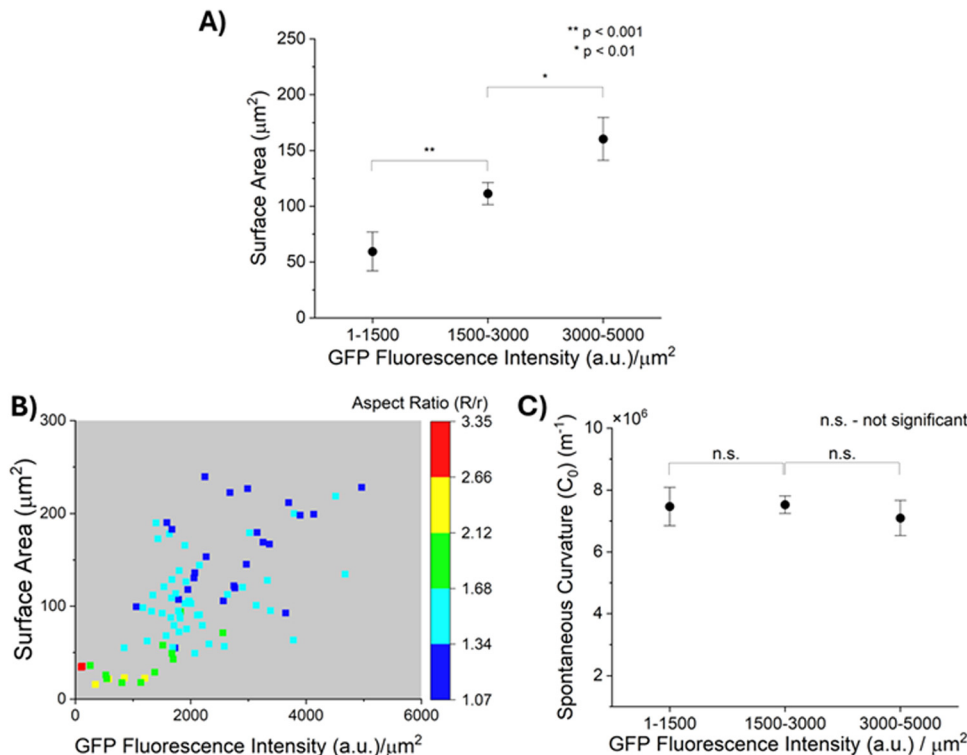 A)
** p < 0.001
* p < 0.01
250
200
150
100
50
0
Surface Area (μm²)
**
*
1-1500 1500-3000 3000-5000
GFP Fluorescence Intensity (a.u.)/μm²
B)
Aspect Ratio (R/r)
300
200
100
0
Surface Area (μm²)
0 2000 4000 6000
GFP Fluorescence Intensity (a.u.)/μm²
3.35
2.66
2.12
1.68
1.34
1.07
C)
×10⁶
n.s. - not significant
10
8
6
4
2
Spontaneous Curvature (C₀) (m⁻¹)
n.s. n.s.
1-1500 1500-3000 3000-5000
GFP Fluorescence Intensity (a.u.) / μm²